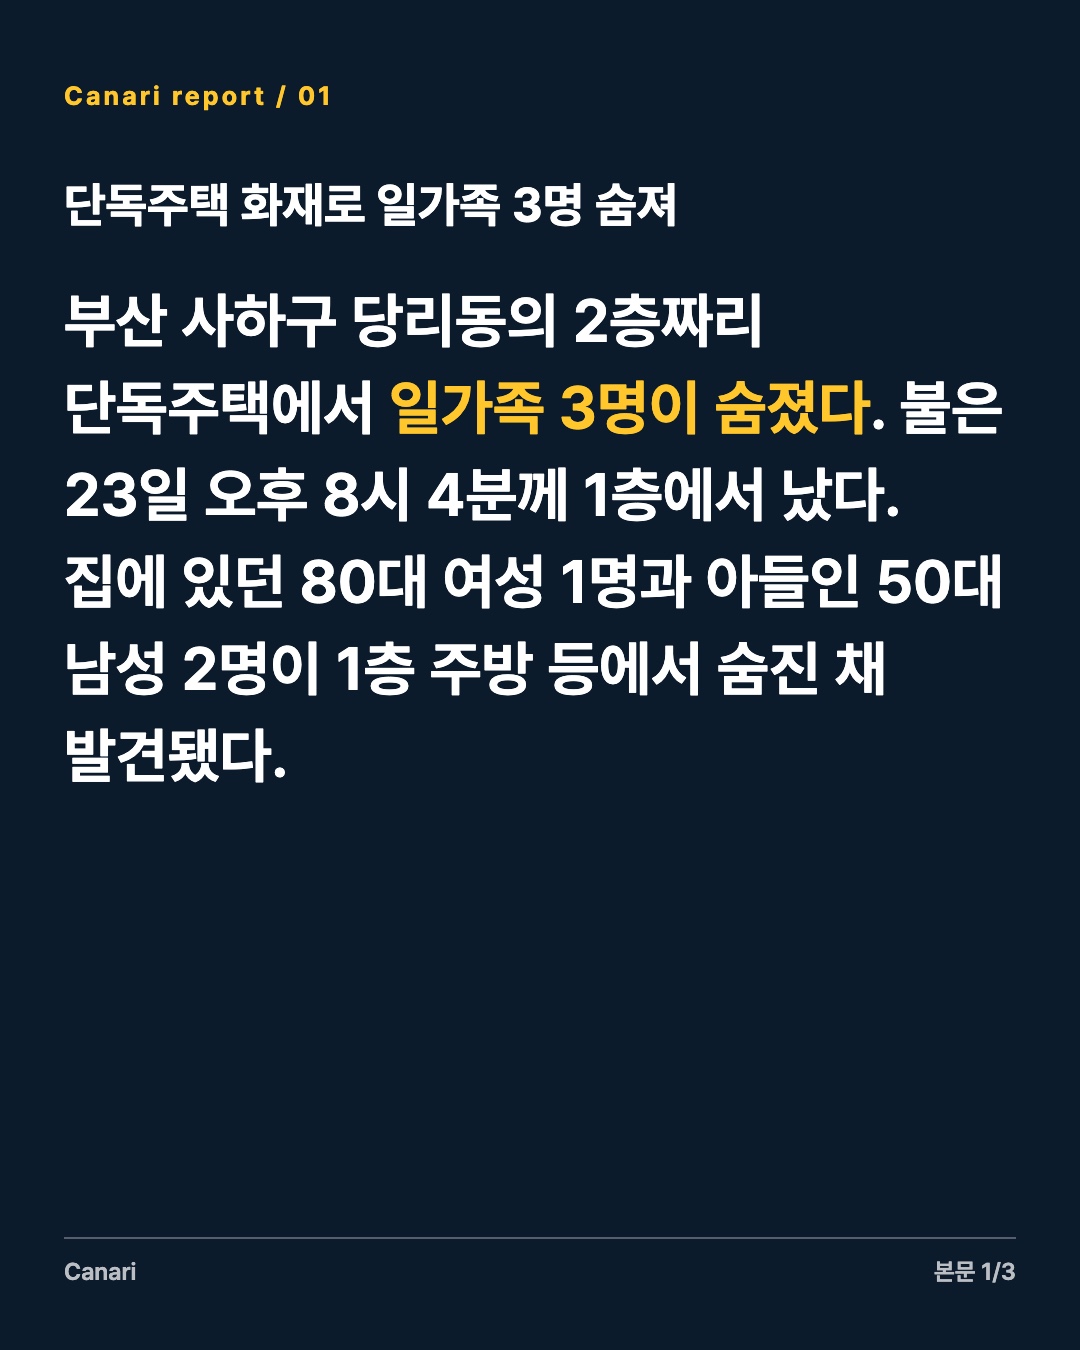 Canari report / 01
단독주택 화재로 일가족 3명 숨져
부산 사하구 당리동의 2층짜리
단독주택에서 일가족 3명이 숨졌다. 불은
23일 오후 8시 4분께 1층에서 났다.
집에 있던 80대 여성 1명과 아들인 50대
남성 2명이 1층 주방 등에서 숨진 채
발견됐다.
Canari
본문 1/3